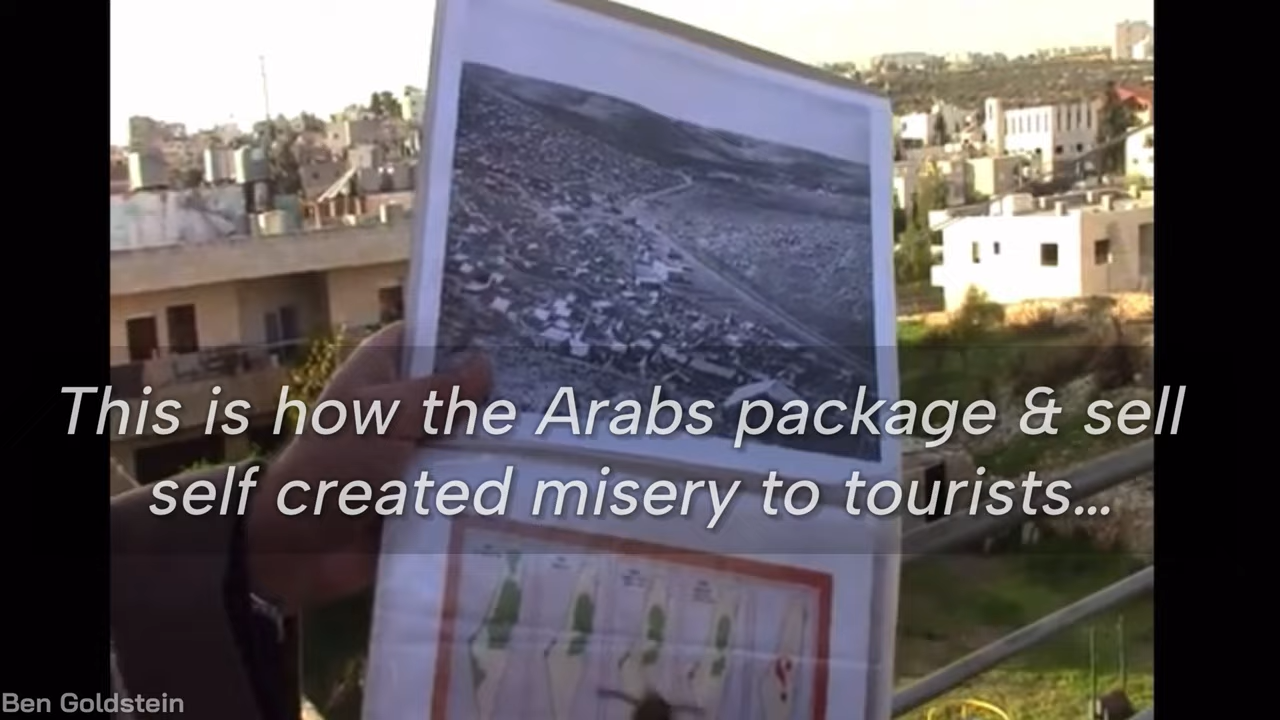 This is how the Arabs package & sell
self created misery to tourists...
Ben Goldstein